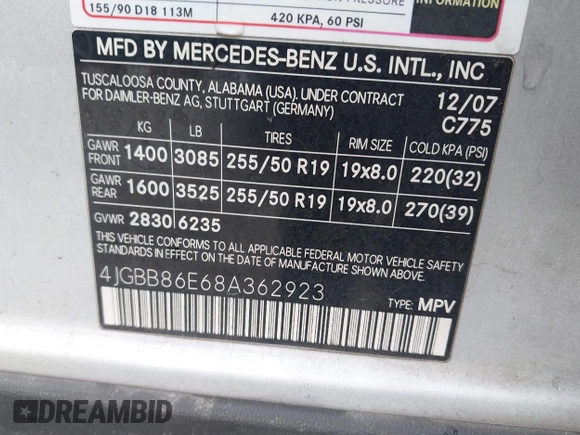 155/90 D18 113M
420 KPA, 60 PSI
INFORMATION
MFD BY MERCEDES-BENZ U.S. INTL., INC
TUSCALOOSA COUNTY, ALABAMA (USA). UNDER CONTRACT
FOR DAIMLER-BENZ AG, STUTTGART (GERMANY)
12/07
C775
KG LB TIRES RIM SIZE COLD KPA (PSI)
GAWR FRONT 1400 3085 255/50 R19 19x8.0 220(32)
GAWR REAR 1600 3525 255/50 R19 19x8.0 270(39)
GVWR 2830 6235
THIS VEHICLE CONFORMS TO ALL APPLICABLE FEDERAL MOTOR VEHICLE SAFETY
STANDARDS IN EFFECT ON THE DATE OF MANUFACTURE SHOWN ABOVE.
4JGBB86E68A362923
TYPE: MPV
DREAMBID